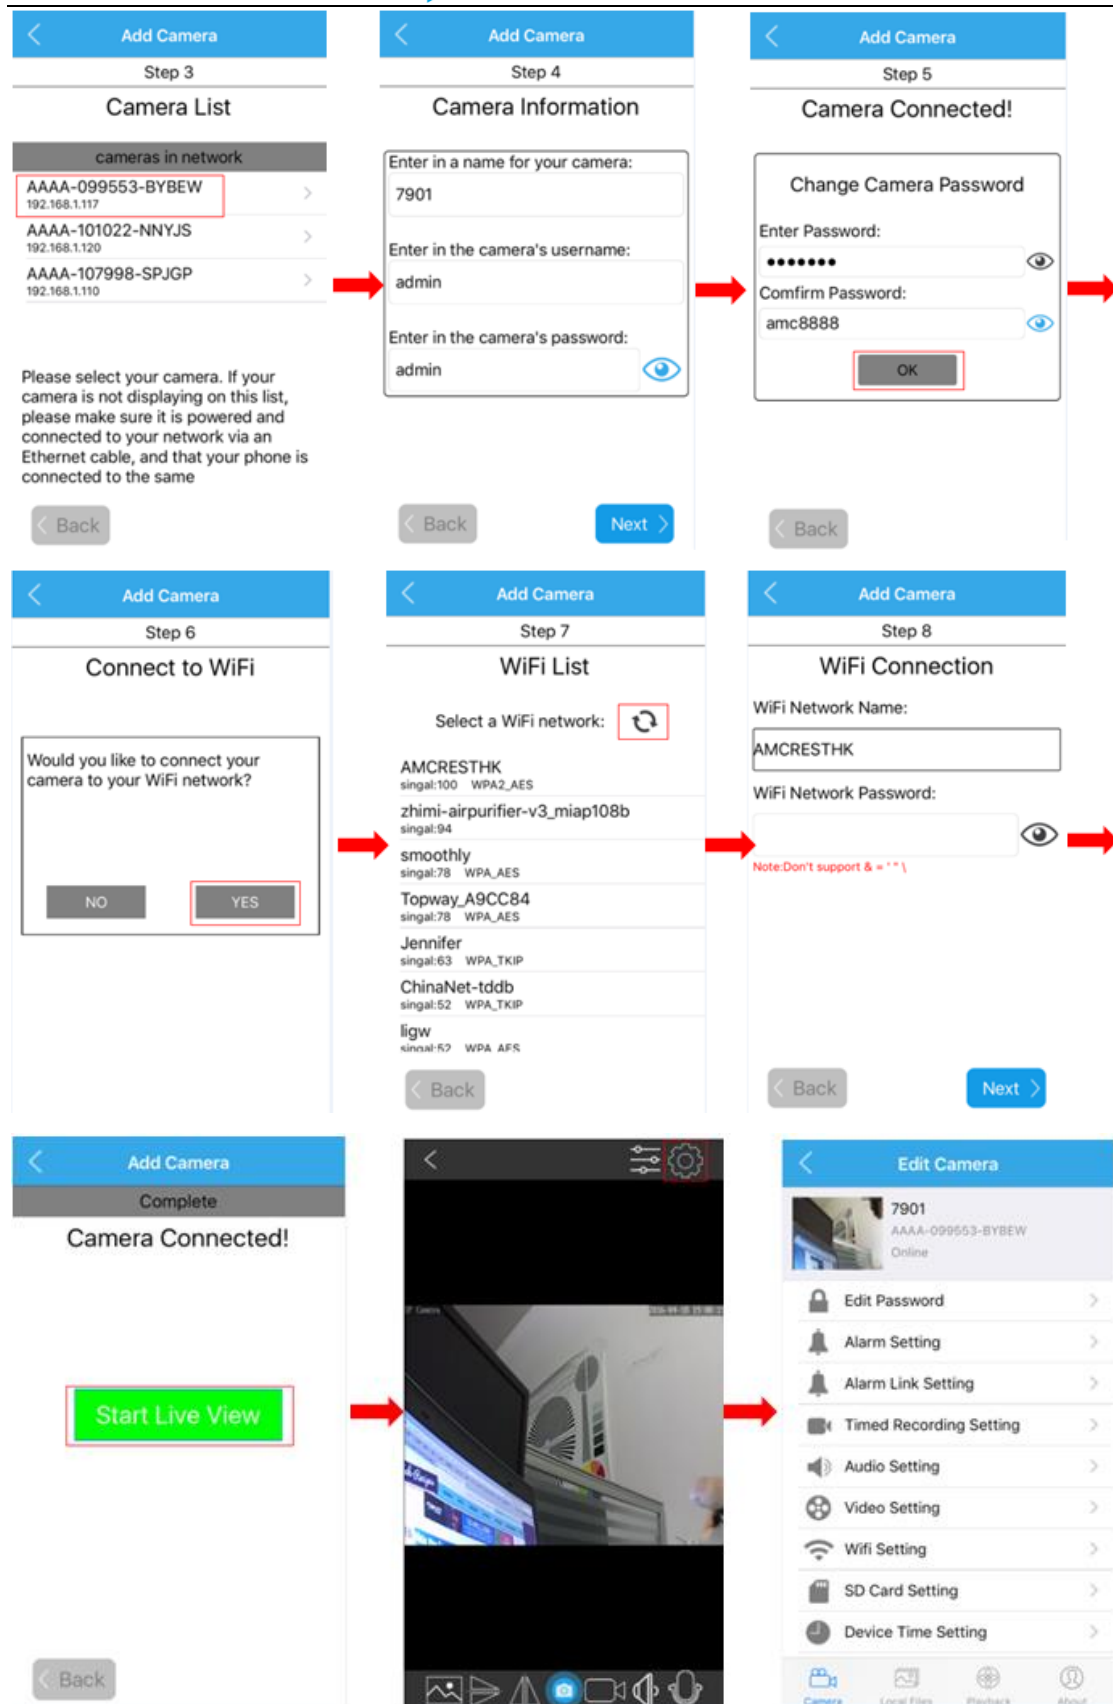 Add Camera
Step 3
Camera List
cameras in network
AAAA-099553-BYBEW
192.168.1.117
AAAA-101022-NNYJS
192.168.1.120
AAAA-107998-SPJGP
192.168.1.110
Please select your camera. If your
camera is not displaying on this list,
please make sure it is powered and
connected to your network via an
Ethernet cable, and that your phone is
connected to the same
Back
Add Camera
Step 4
Camera Information
Enter in a name for your camera:
7901
Enter in the camera's username:
admin
Enter in the camera's password:
admin
Back
Next
Add Camera
Step 5
Camera Connected!
Change Camera Password
Enter Password:
•••••••
Comfirm Password:
amc8888
OK
Back
Add Camera
Step 6
Connect to WiFi
Would you like to connect your
camera to your WiFi network?
NO
YES
Add Camera
Step 7
WiFi List
Select a WiFi network:
AMCRESTHK
singal:100 WPA2_AES
zhimi-airpurifier-v3_miap108b
singal:94
smoothly
singal:78 WPA_AES
Topway_A9CC84
singal:78 WPA_AES
Jennifer
singal:63 WPA_TKIP
ChinaNet-tddb
singal:52 WPA_TKIP
ligw
singal:52 WPA_AES
Back
Add Camera
Step 8
WiFi Connection
WiFi Network Name:
AMCRESTHK
WiFi Network Password:
Note:Don't support & = ' " \
Back
Next
Add Camera
Complete
Camera Connected!
Start Live View
Back
Edit Camera
7901
AAAA-099553-BYBEW
Online
Edit Password
Alarm Setting
Alarm Link Setting
Timed Recording Setting
Audio Setting
Video Setting
Wifi Setting
SD Card Setting
Device Time Setting
Camera
Local Files
Playback
About